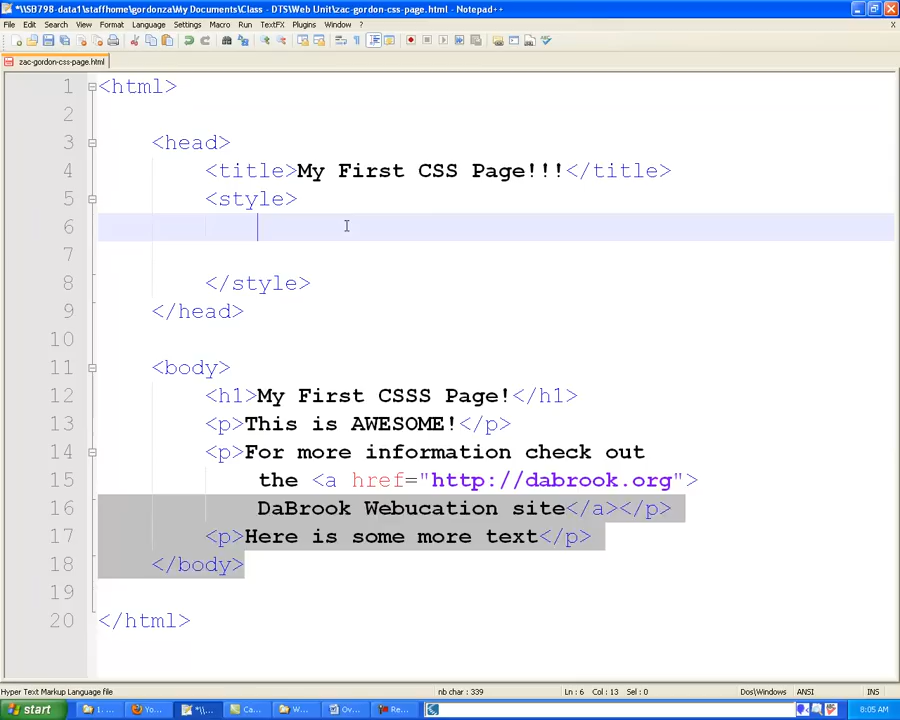 *\\SB798-data1\staffhome\gordonza\My Documents\Class - DTS\Web Unit\zac-gordon-css-page.html - Notepad++
File Edit Search View Format Language Settings Macro Run TextFX Plugins Window ? X
zac-gordon-css-page.html
1 <html>
2
3 <head>
4 <title>My First CSS Page!!!</title>
5 <style>
6
7
8 </style>
9 </head>
10
11 <body>
12 <h1>My First CSSS Page!</h1>
13 <p>This is AWESOME!</p>
14 <p>For more information check out
15 the <a href="http://dabrook.org">
16 DaBrook Webucation site</a></p>
17 <p>Here is some more text</p>
18 </body>
19
20 </html>
Hyper Text Markup Language file nb char : 339 Ln : 6 Col : 13 Sel : 0 Dos\Windows ANSI INS
start 1. ... Yo... *\\... Ca... W... Ov... Re... 8:05 AM